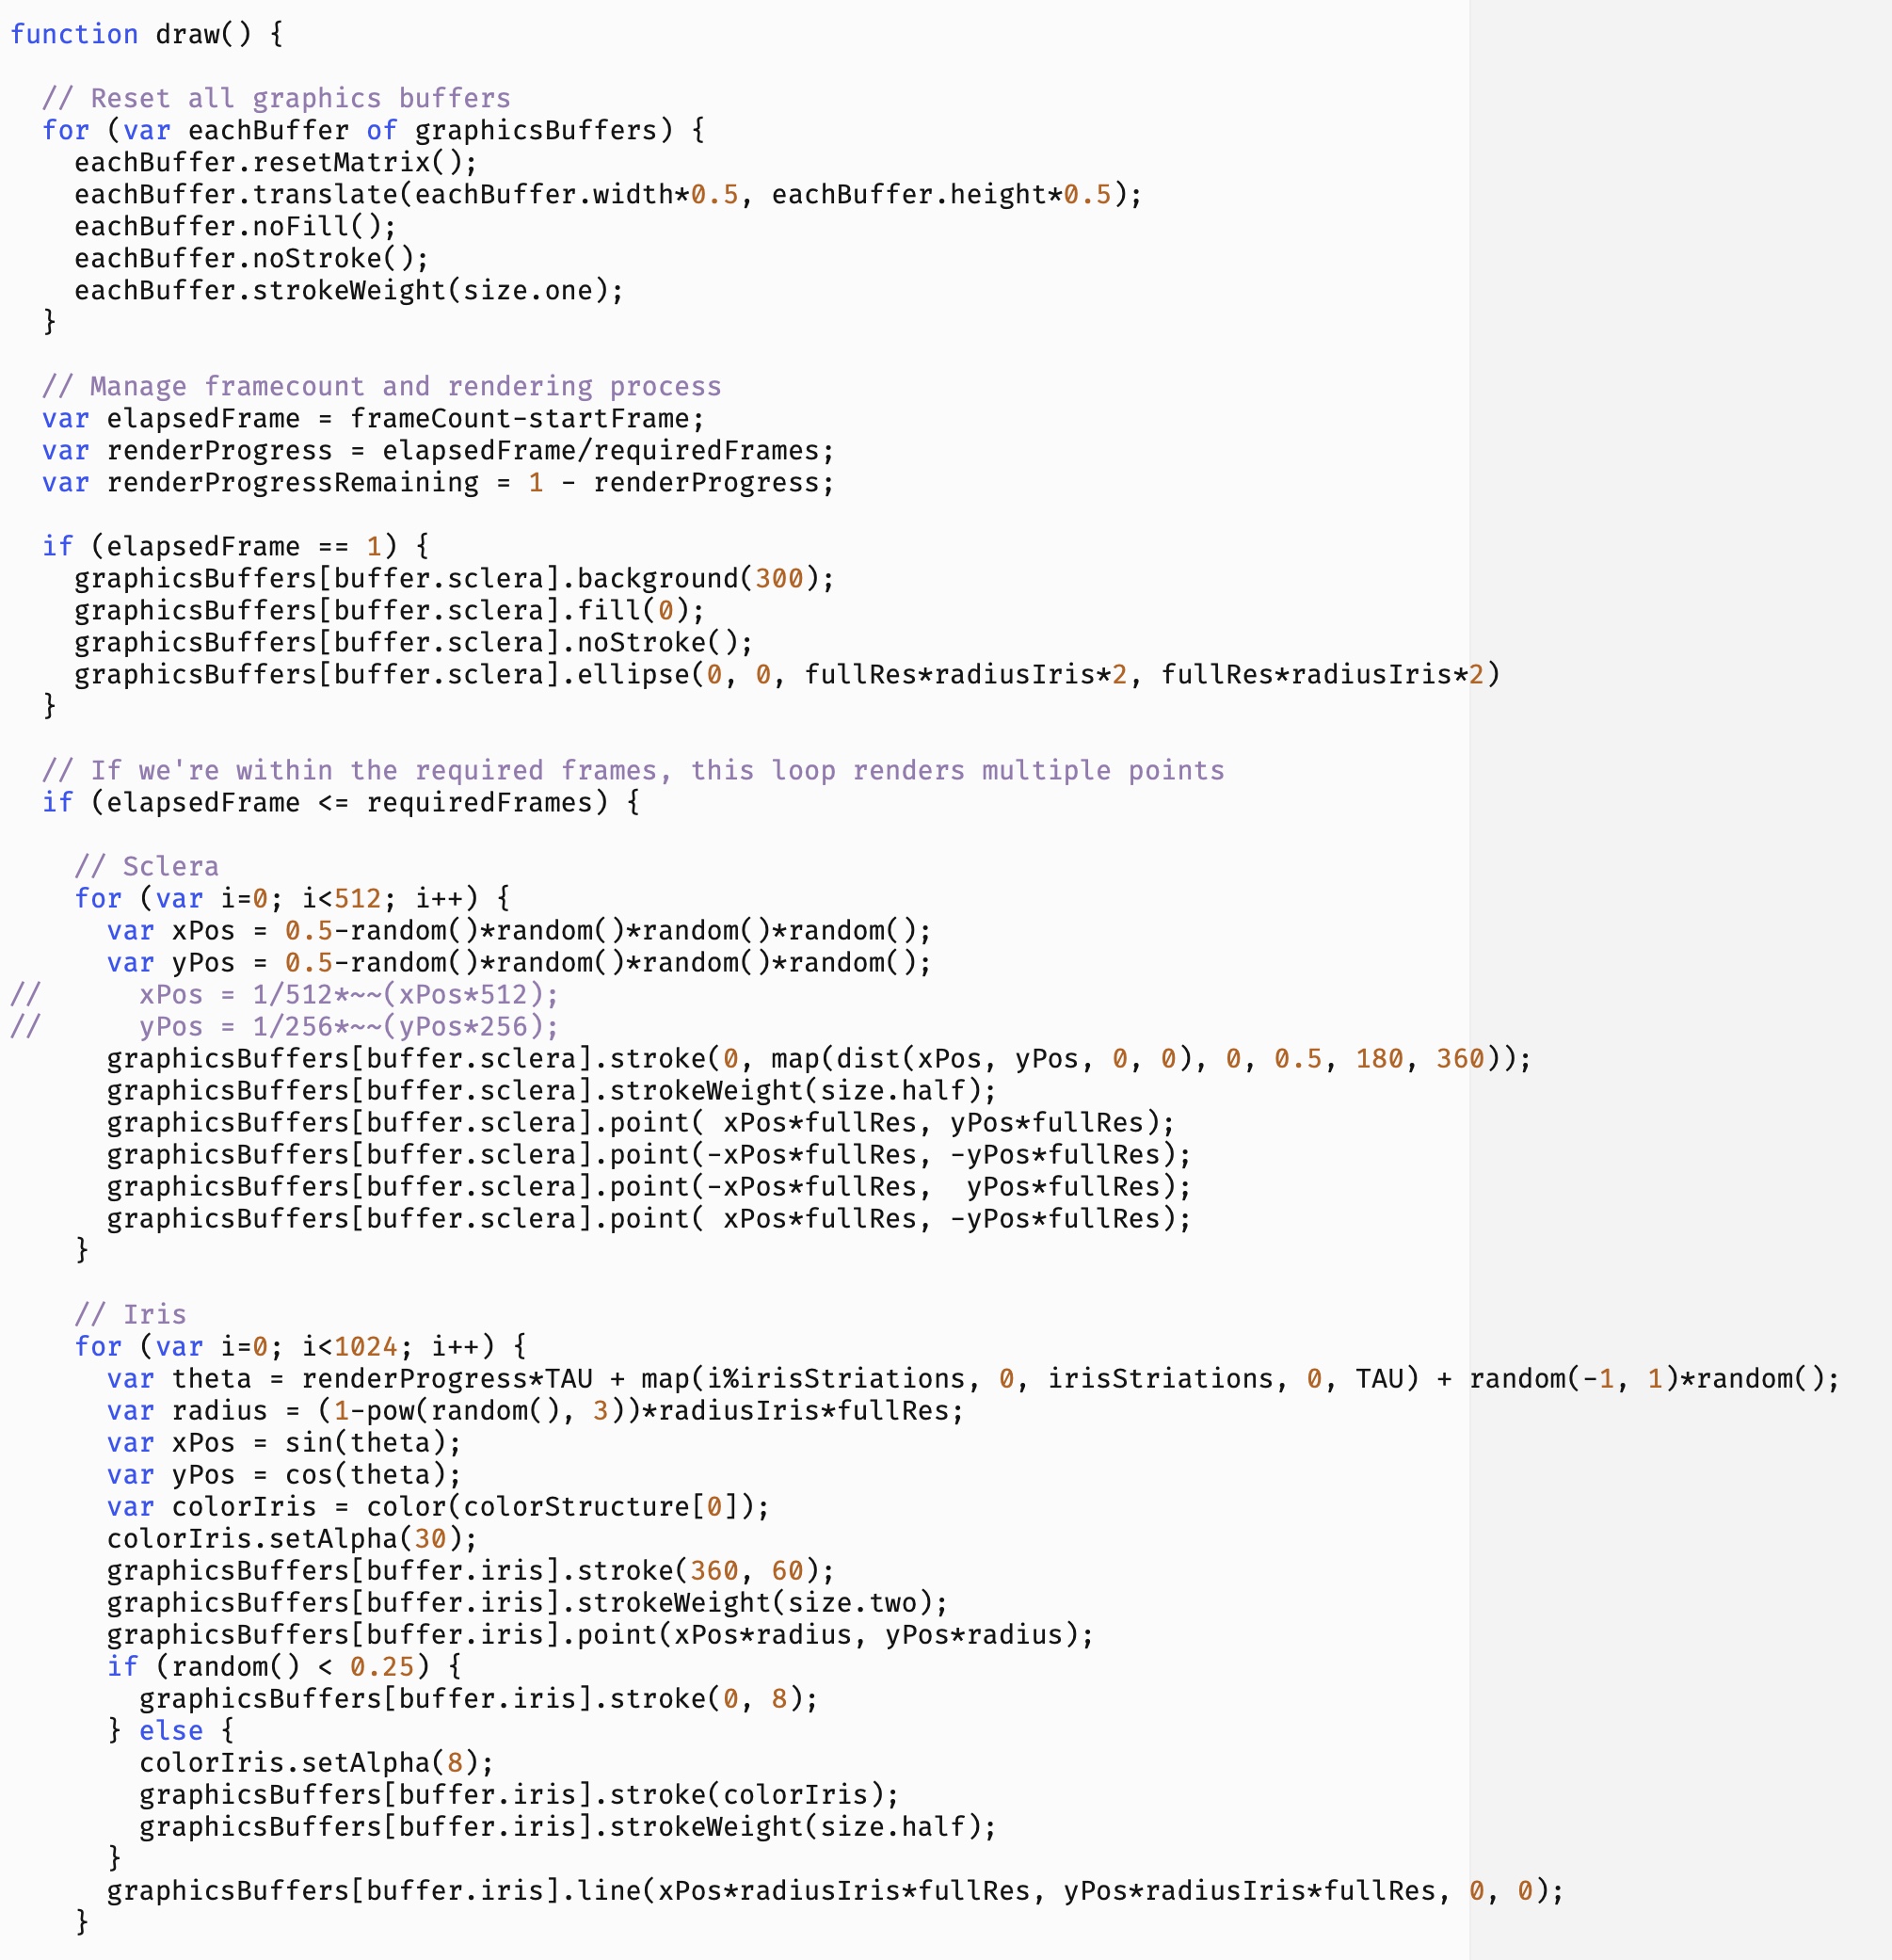 function draw() {

  // Reset all graphics buffers
  for (var eachBuffer of graphicsBuffers) {
    eachBuffer.resetMatrix();
    eachBuffer.translate(eachBuffer.width*0.5, eachBuffer.height*0.5);
    eachBuffer.noFill();
    eachBuffer.noStroke();
    eachBuffer.strokeWeight(size.one);
  }

  // Manage framecount and rendering process
  var elapsedFrame = frameCount-startFrame;
  var renderProgress = elapsedFrame/requiredFrames;
  var renderProgressRemaining = 1 - renderProgress;

  if (elapsedFrame == 1) {
    graphicsBuffers[buffer.sclera].background(300);
    graphicsBuffers[buffer.sclera].fill(0);
    graphicsBuffers[buffer.sclera].noStroke();
    graphicsBuffers[buffer.sclera].ellipse(0, 0, fullRes*radiusIris*2, fullRes*radiusIris*2)
  }

  // If we're within the required frames, this loop renders multiple points
  if (elapsedFrame <= requiredFrames) {

    // Sclera
    for (var i=0; i<512; i++) {
      var xPos = 0.5-random()*random()*random()*random();
      var yPos = 0.5-random()*random()*random()*random();
//      xPos = 1/512*~~(xPos*512);
//      yPos = 1/256*~~(yPos*256);
      graphicsBuffers[buffer.sclera].stroke(0, map(dist(xPos, yPos, 0, 0), 0, 0.5, 180, 360));
      graphicsBuffers[buffer.sclera].strokeWeight(size.half);
      graphicsBuffers[buffer.sclera].point( xPos*fullRes, yPos*fullRes);
      graphicsBuffers[buffer.sclera].point(-xPos*fullRes, -yPos*fullRes);
      graphicsBuffers[buffer.sclera].point(-xPos*fullRes,  yPos*fullRes);
      graphicsBuffers[buffer.sclera].point( xPos*fullRes, -yPos*fullRes);
    }

    // Iris
    for (var i=0; i<1024; i++) {
      var theta = renderProgress*TAU + map(i%irisStriations, 0, irisStriations, 0, TAU) + random(-1, 1)*random();
      var radius = (1-pow(random(), 3))*radiusIris*fullRes;
      var xPos = sin(theta);
      var yPos = cos(theta);
      var colorIris = color(colorStructure[0]);
      colorIris.setAlpha(30);
      graphicsBuffers[buffer.iris].stroke(360, 60);
      graphicsBuffers[buffer.iris].strokeWeight(size.two);
      graphicsBuffers[buffer.iris].point(xPos*radius, yPos*radius);
      if (random() < 0.25) {
        graphicsBuffers[buffer.iris].stroke(0, 8);
      } else {
        colorIris.setAlpha(8);
        graphicsBuffers[buffer.iris].stroke(colorIris);
        graphicsBuffers[buffer.iris].strokeWeight(size.half);
      }
      graphicsBuffers[buffer.iris].line(xPos*radiusIris*fullRes, yPos*radiusIris*fullRes, 0, 0);
    }